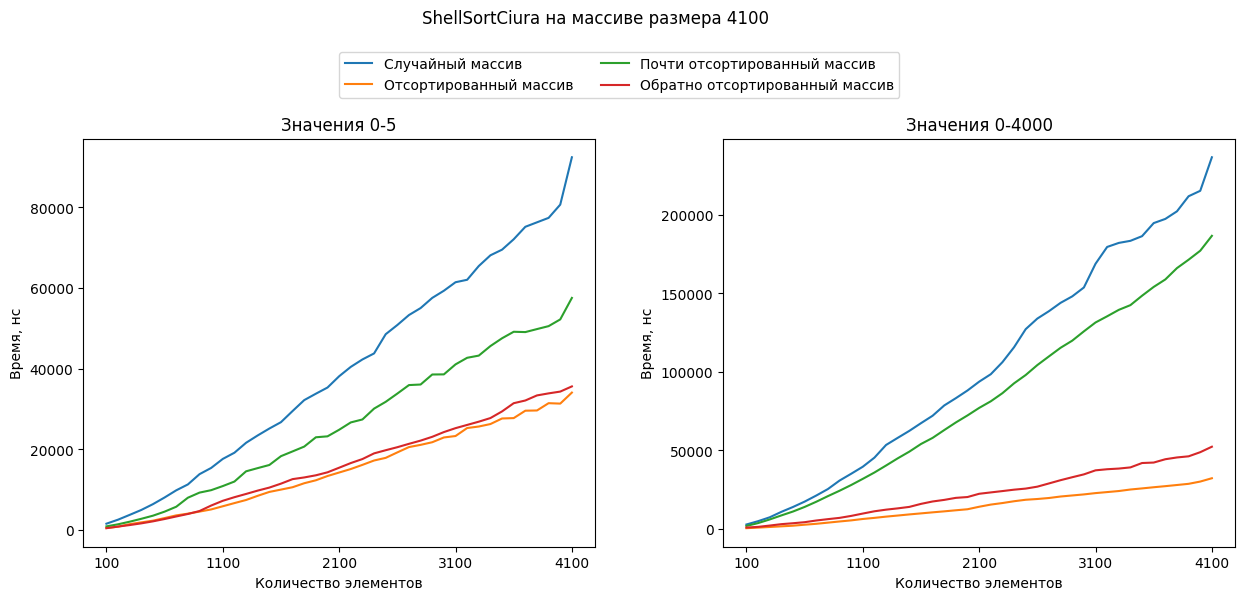 ShellSortCiura на массиве размера 4100
Случайный массив
Отсортированный массив
Почти отсортированный массив
Обратно отсортированный массив
Значения 0-5
Время, нс
80000
60000
40000
20000
0
100
1100
2100
3100
4100
Количество элементов
Значения 0-4000
Время, нс
200000
150000
100000
50000
0
100
1100
2100
3100
4100
Количество элементов